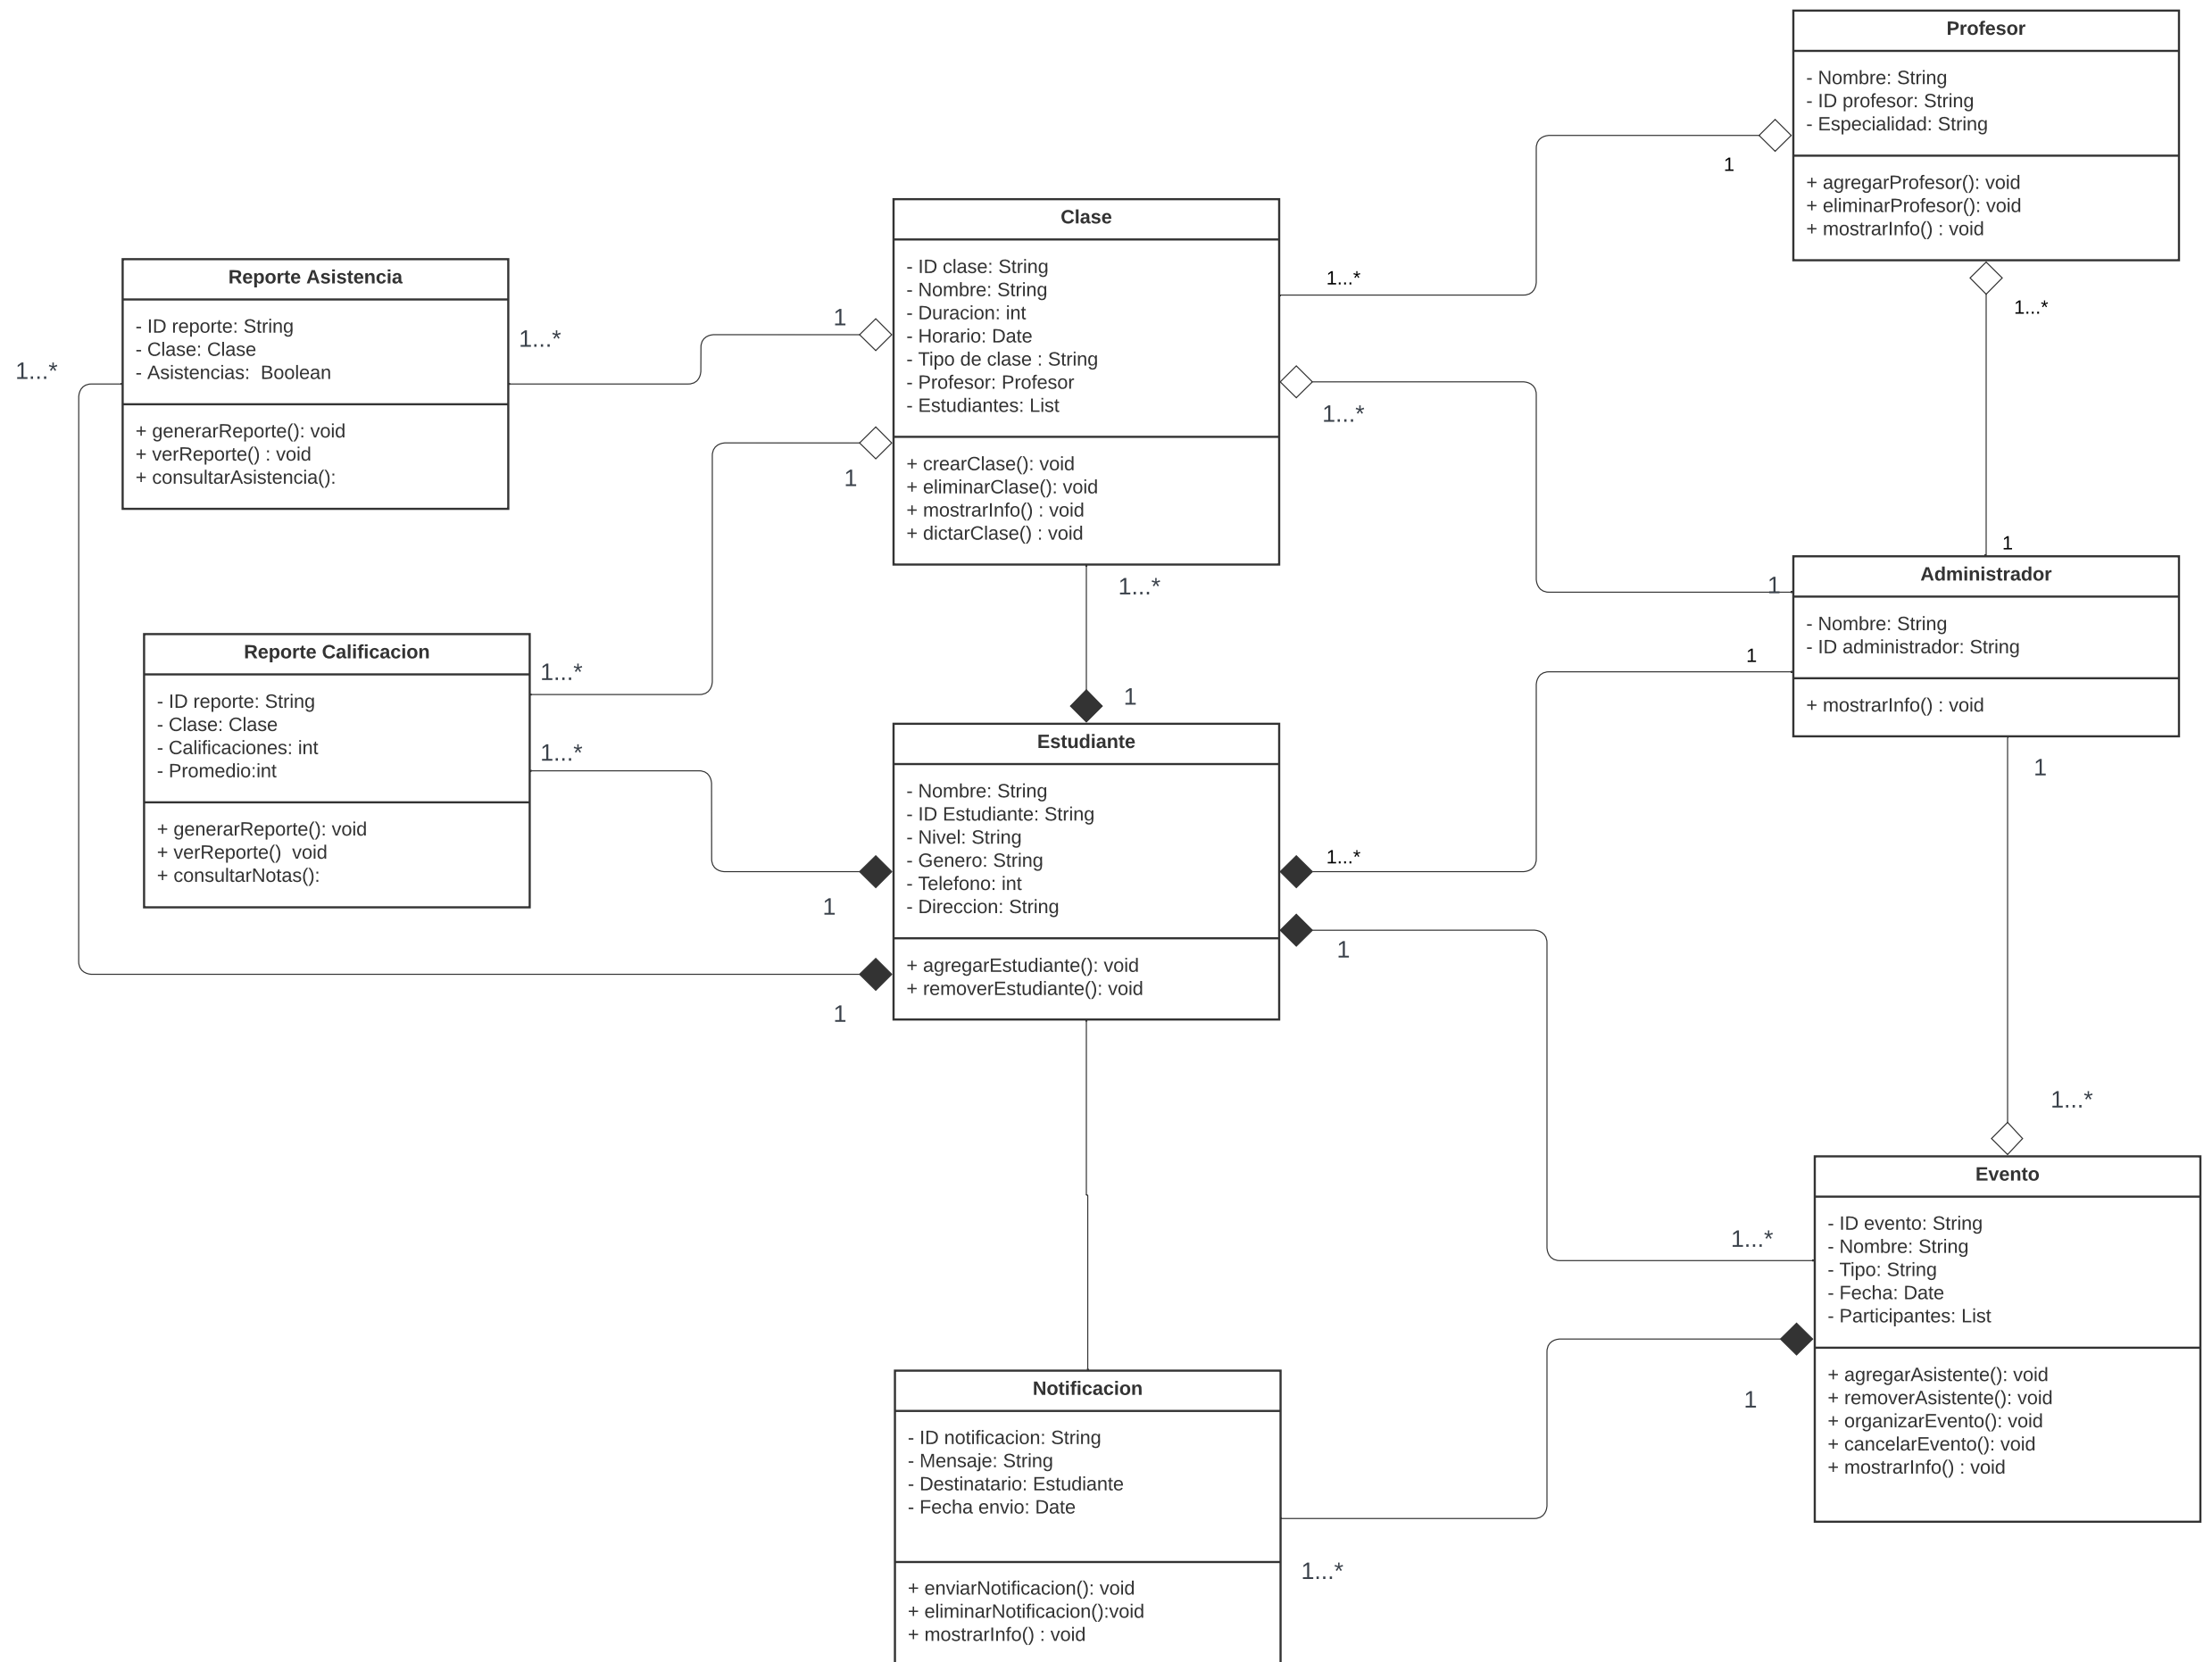 Profesor
- Nombre: String
- ID profesor: String
- Especialidad: String
+ agregarProfesor(): void
+ eliminarProfesor(): void
+ mostrarInfo() : void
1
1...*
Clase
- ID clase: String
- Nombre: String
- Duracion: int
- Horario: Date
- Tipo de clase : String
- Profesor: Profesor
- Estudiantes: List
+ crearClase(): void
+ eliminarClase(): void
+ mostrarInfo() : void
+ dictarClase() : void
1...*
1...*
1
1
1...*
Reporte Asistencia
- ID reporte: String
- Clase: Clase
- Asistencias:  Boolean
+ generarReporte(): void
+ verReporte() : void
+ consultarAsistencia():
1...*
1...*
1
1
Administrador
- Nombre: String
- ID administrador: String
+ mostrarInfo() : void
1
1
Reporte Calificacion
- ID reporte: String
- Clase: Clase
- Calificaciones: int
- Promedio:int
+ generarReporte(): void
+ verReporte()  void
+ consultarNotas():
1...*
1...*
1
Estudiante
- Nombre: String
- ID Estudiante: String
- Nivel: String
- Genero: String
- Telefono: int
- Direccion: String
+ agregarEstudiante(): void
+ removerEstudiante(): void
1...*
1
1
1
1...*
Evento
- ID evento: String
- Nombre: String
- Tipo: String
- Fecha: Date
- Participantes: List
+ agregarAsistente(): void
+ removerAsistente(): void
+ organizarEvento(): void
+ cancelarEvento(): void
+ mostrarInfo() : void
1...*
1
Notificacion
- ID notificacion: String
- Mensaje: String
- Destinatario: Estudiante
- Fecha envio: Date
+ enviarNotificacion(): void
+ eliminarNotificacion():void
+ mostrarInfo() : void
1...*